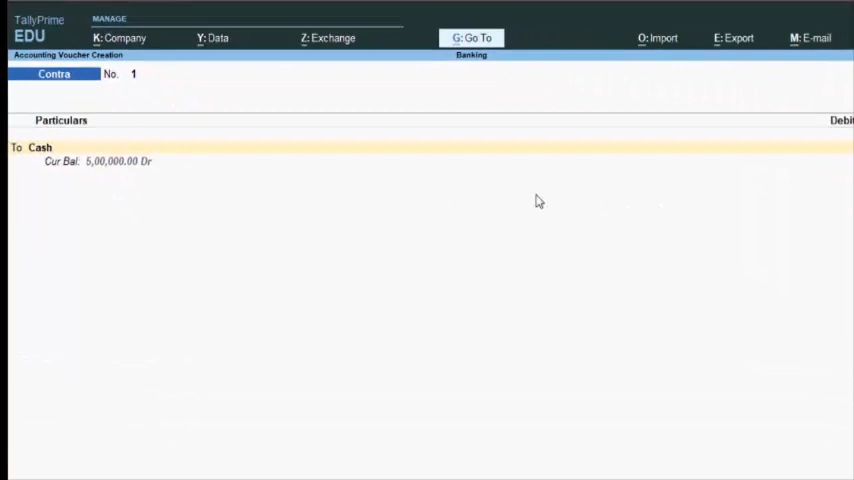 TallyPrime MANAGE
EDU K: Company Y: Data Z: Exchange G: Go To O: Import E: Export M: E-mail
Accounting Voucher Creation Banking
Contra No. 1
Particulars Debi
To Cash
Cur Bal: 5,00,000.00 Dr